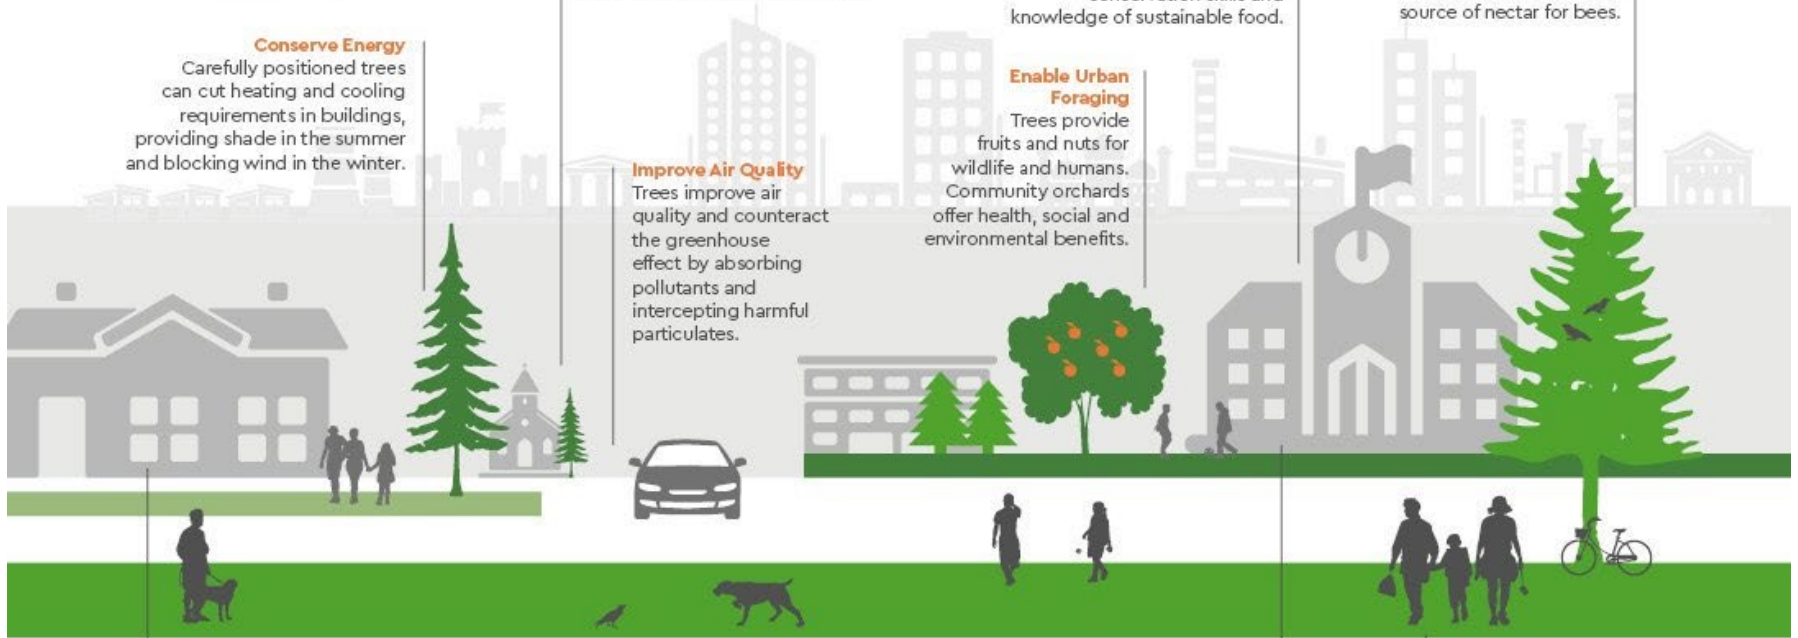 knowledge of sustainable food.
source of nectar for bees.
Conserve Energy
Carefully positioned trees
can cut heating and cooling
requirements in buildings,
providing shade in the summer
and blocking wind in the winter.
Improve Air Quality
Trees improve air
quality and counteract
the greenhouse
effect by absorbing
pollutants and
intercepting harmful
particulates.
Enable Urban
Foraging
Trees provide
fruits and nuts for
wildlife and humans.
Community orchards
offer health, social and
environmental benefits.